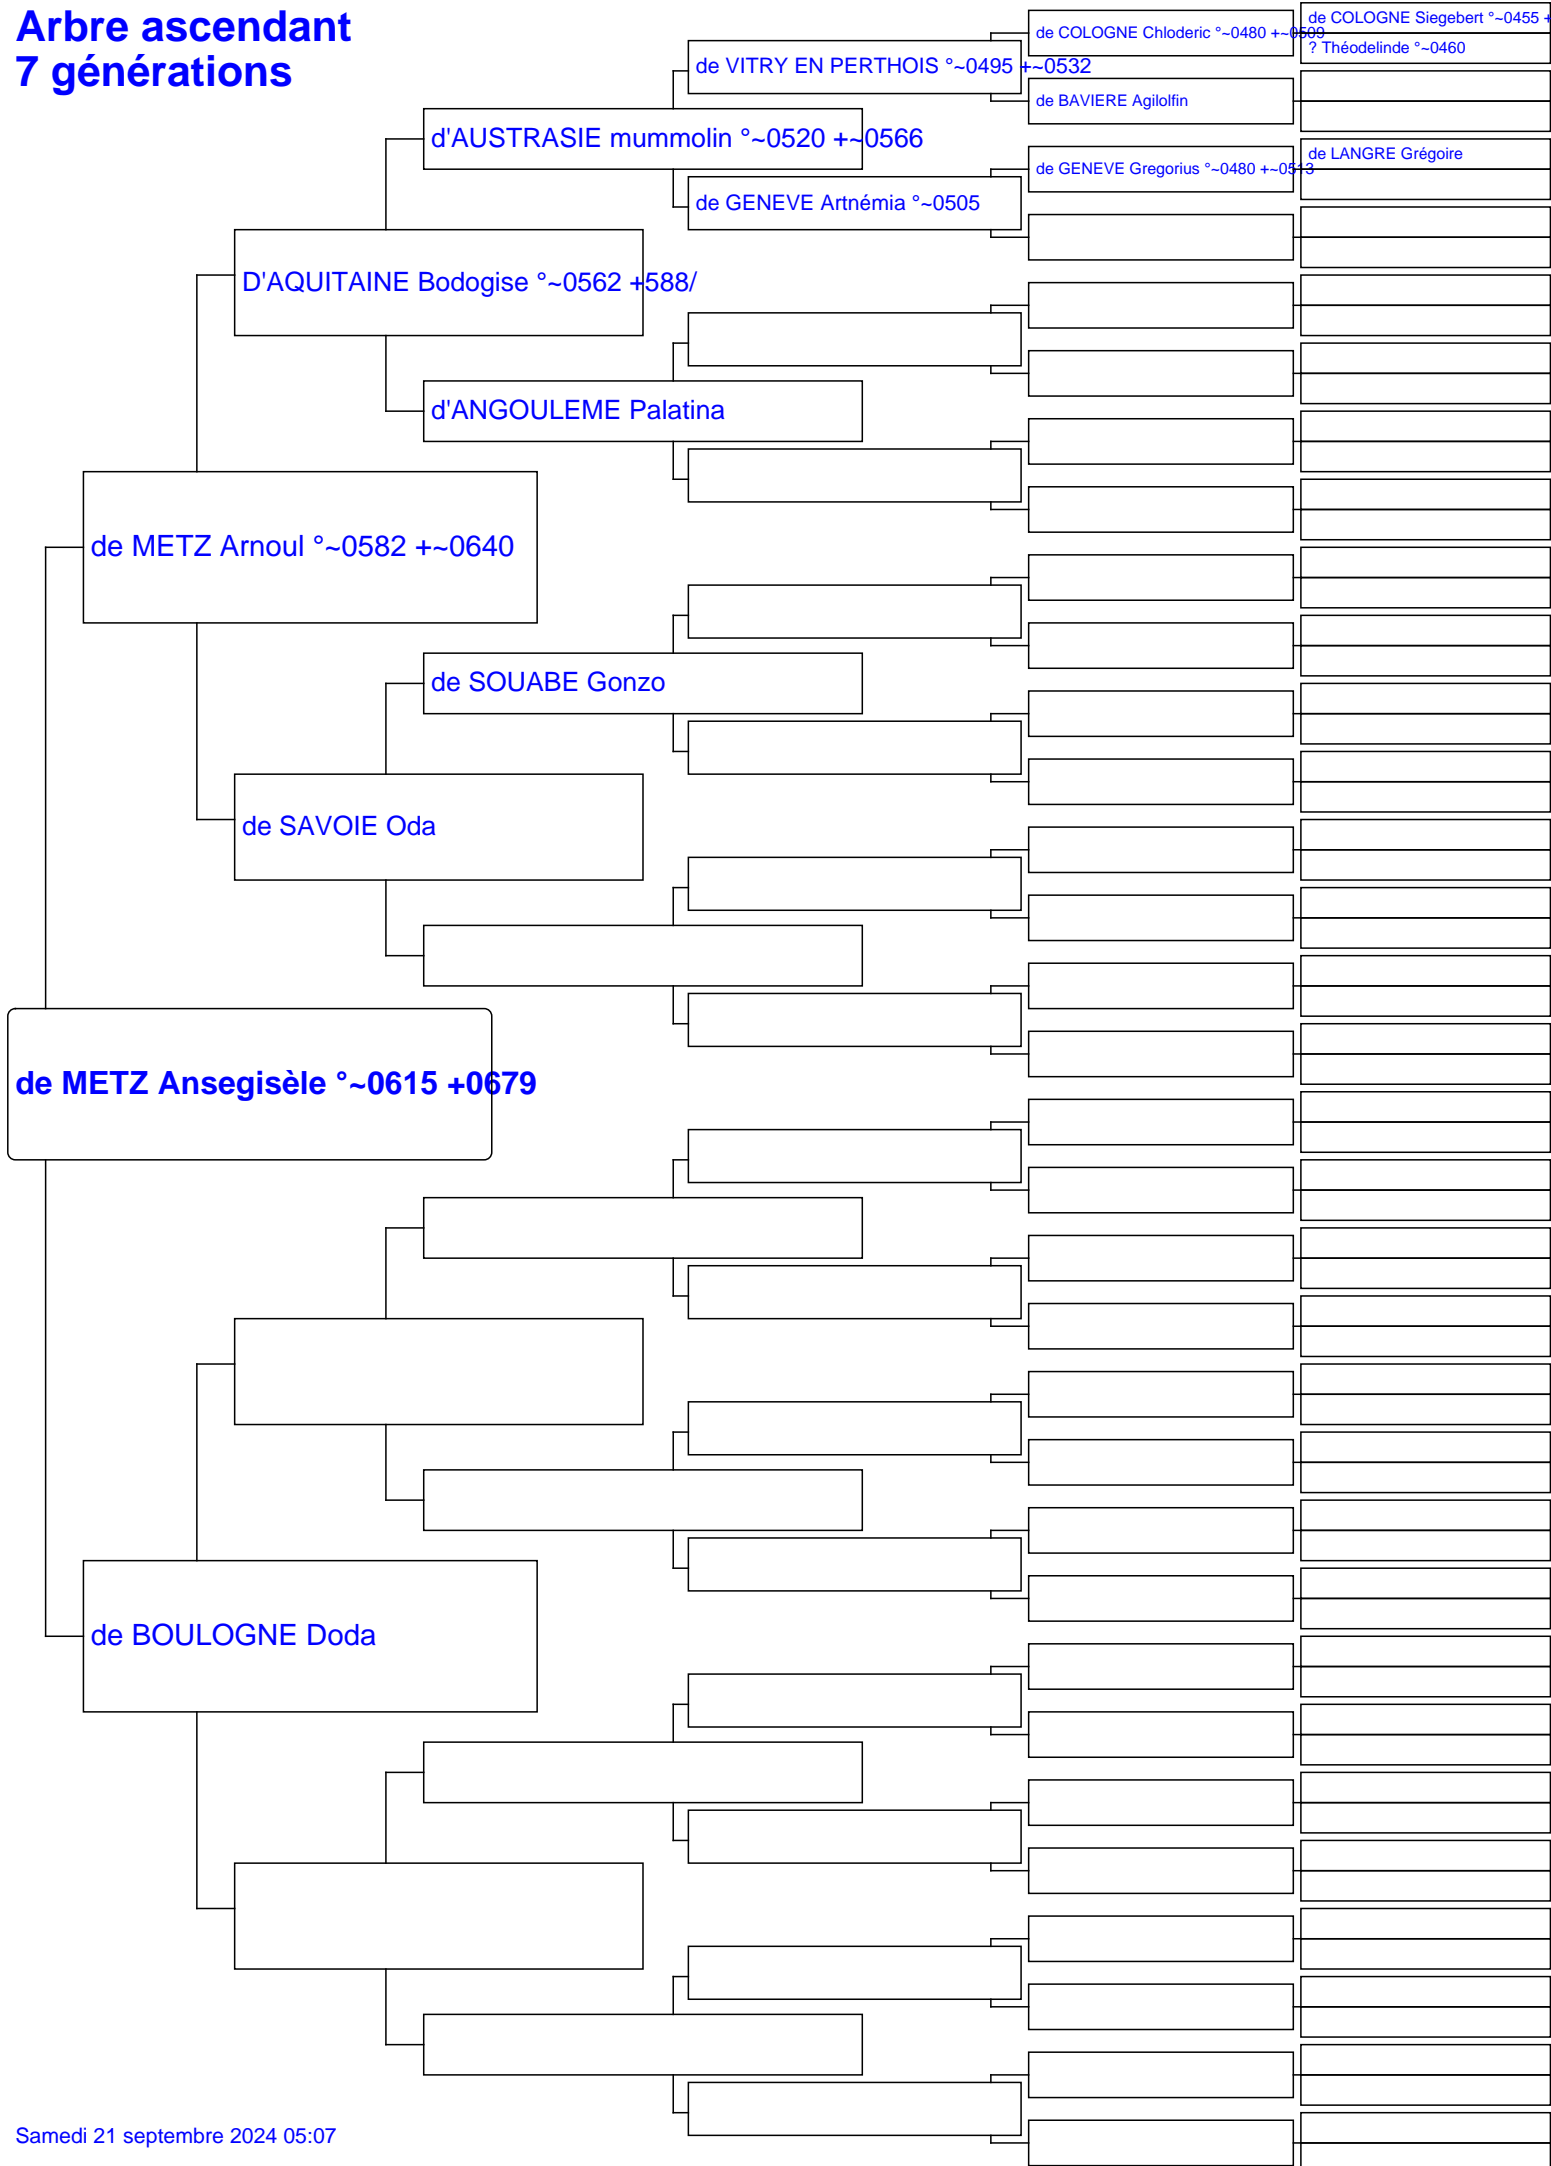 Arbre ascendant
7 générations
de COLOGNE Siegebert °~0455 +
de COLOGNE Chloderic °~0480 +~0509
? Théodelinde °~0460
de VITRY EN PERTHOIS °~0495 +~0532
de BAVIERE Agilolfin
d'AUSTRASIE mummolin °~0520 +~0566
de LANGRE Grégoire
de GENEVE Gregorius °~0480 +~0513
de GENEVE Artnémia °~0505
D'AQUITAINE Bodogise °~0562 +588/
d'ANGOULEME Palatina
de METZ Arnoul °~0582 +~0640
de SOUABE Gonzo
de SAVOIE Oda
de METZ Ansegisèle °~0615 +0679
de BOULOGNE Doda
Samedi 21 septembre 2024 05:07